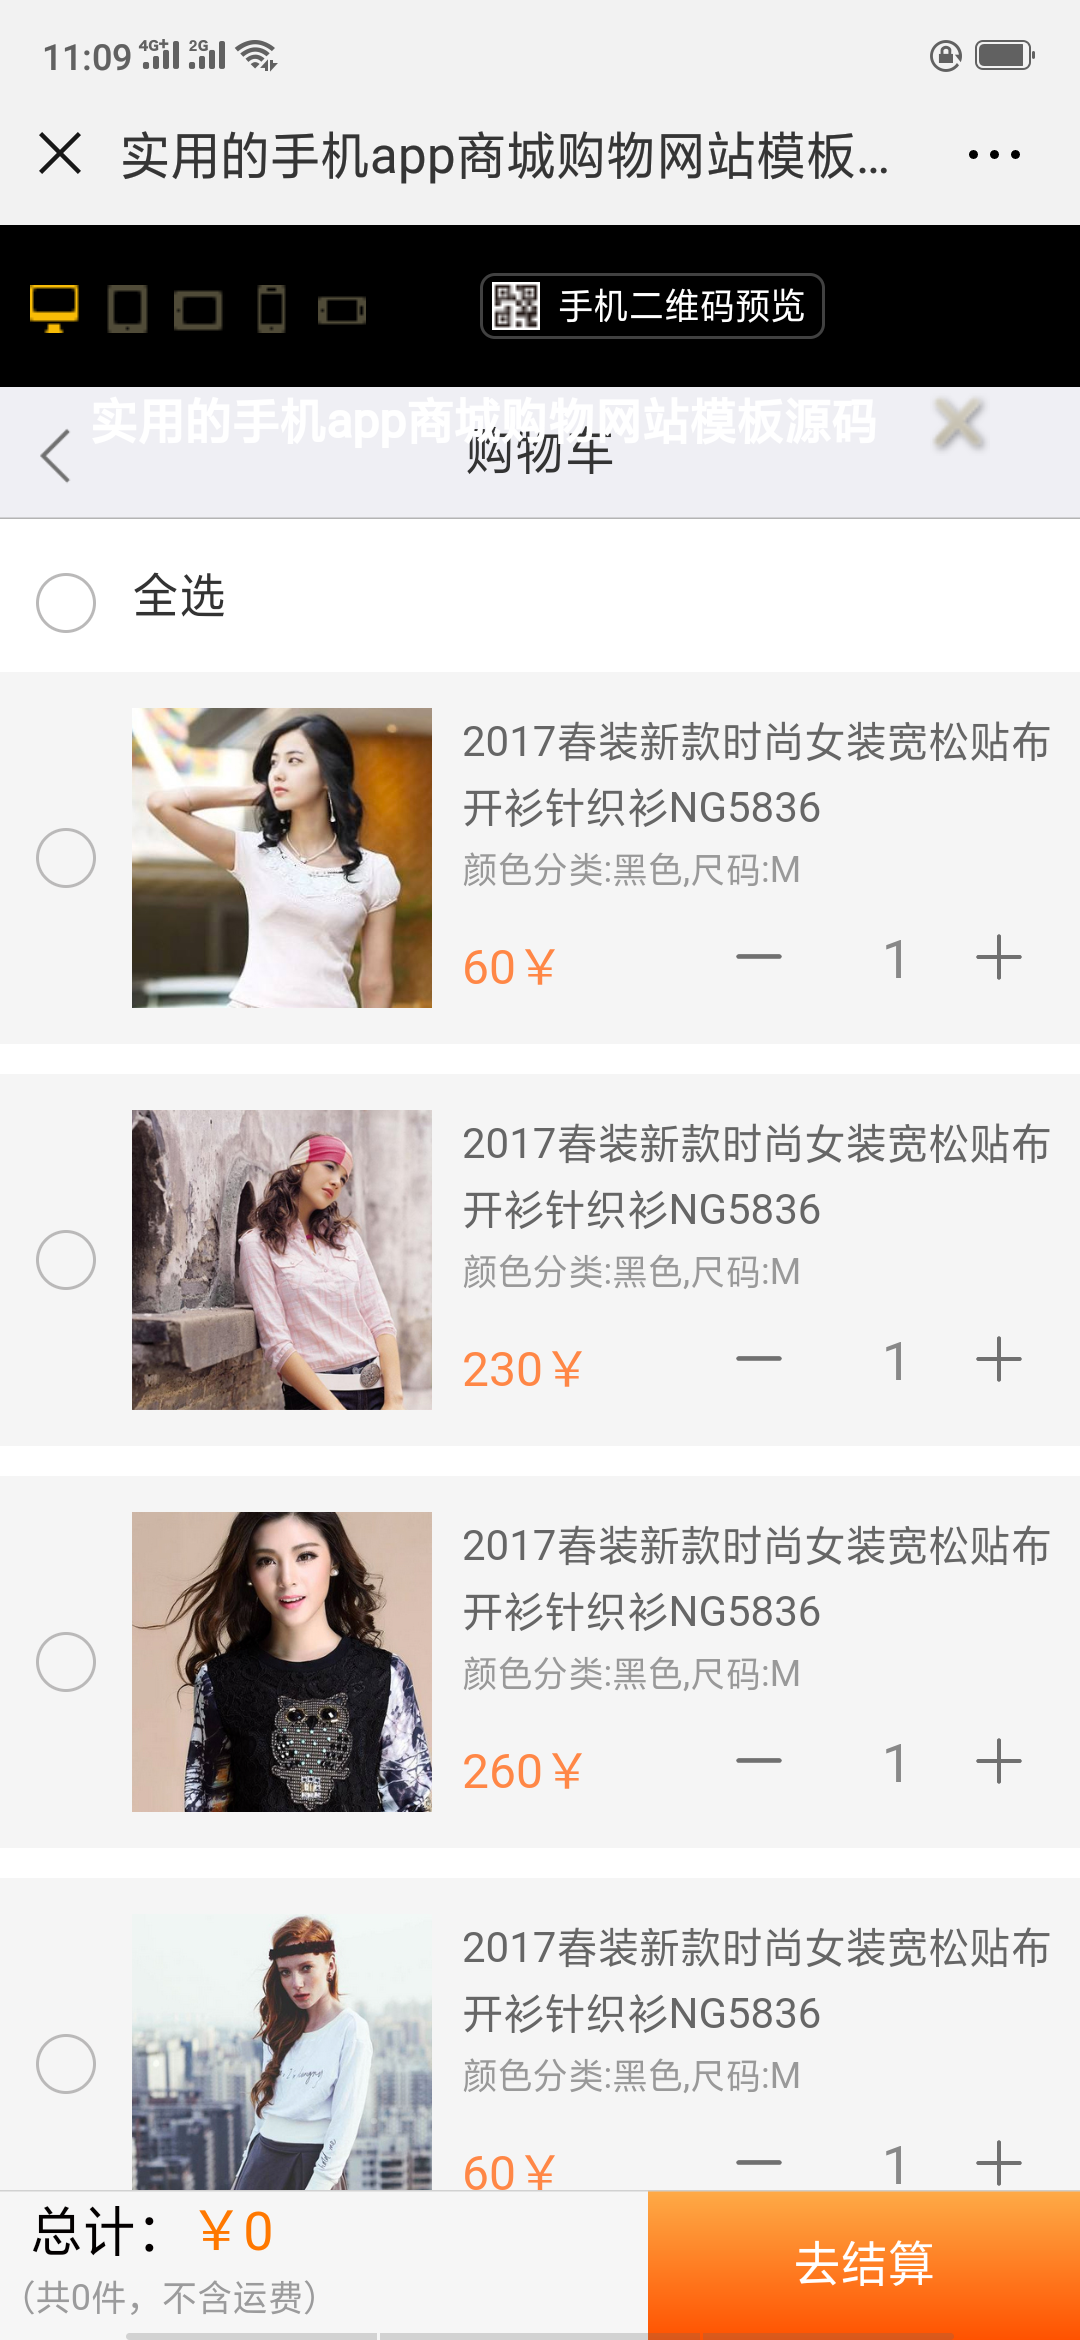 11:09 4G+ 2G
实用的手机app商城购物网站模板...
手机二维码预览
实用的手机app商城购物网站模板源码
购物车
全选
2017春装新款时尚女装宽松贴布
开衫针织衫NG5836
颜色分类:黑色,尺码:M
60￥ 1
2017春装新款时尚女装宽松贴布
开衫针织衫NG5836
颜色分类:黑色,尺码:M
230￥ 1
2017春装新款时尚女装宽松贴布
开衫针织衫NG5836
颜色分类:黑色,尺码:M
260￥ 1
2017春装新款时尚女装宽松贴布
开衫针织衫NG5836
颜色分类:黑色,尺码:M
60￥ 1
总计：￥0
（共0件，不含运费）
去结算